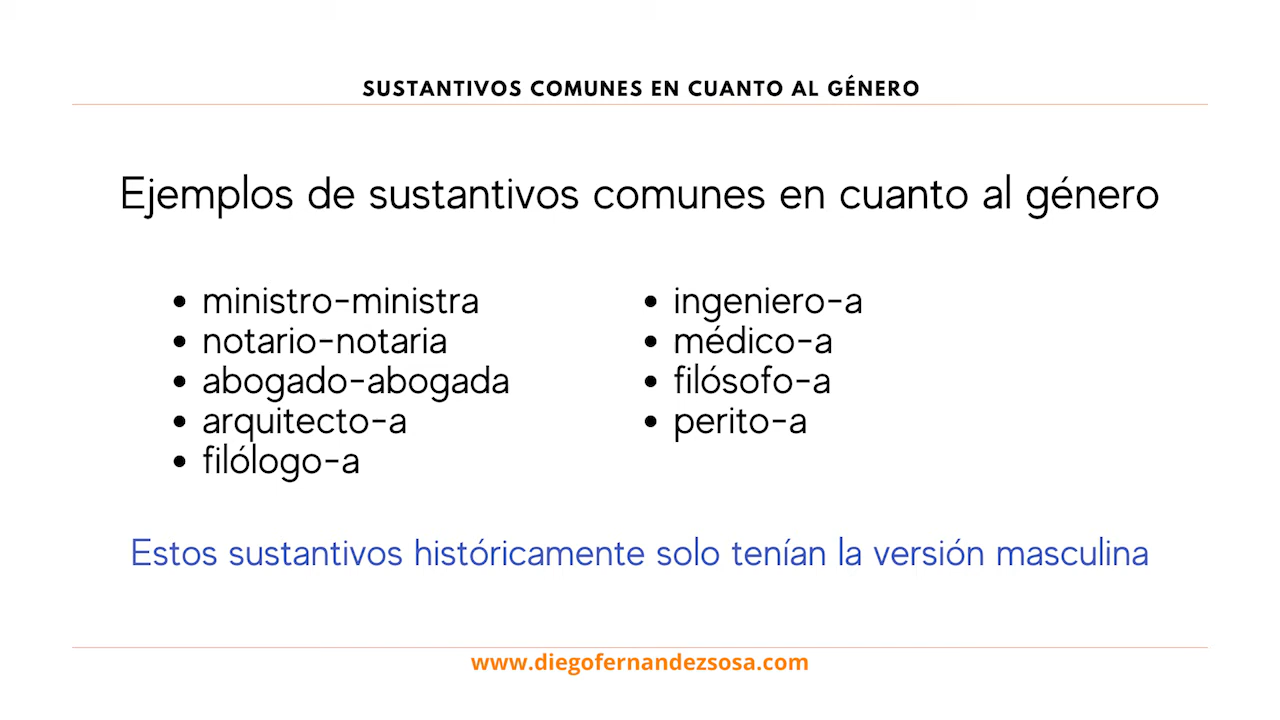 SUSTANTIVOS COMUNES EN CUANTO AL GÉNERO
Ejemplos de sustantivos comunes en cuanto al género
• ministro-ministra
• notario-notaria
• abogado-abogada
• arquitecto-a
• filólogo-a
• ingeniero-a
• médico-a
• filósofo-a
• perito-a
Estos sustantivos históricamente solo tenían la versión masculina
www.diegofernandezsosa.com